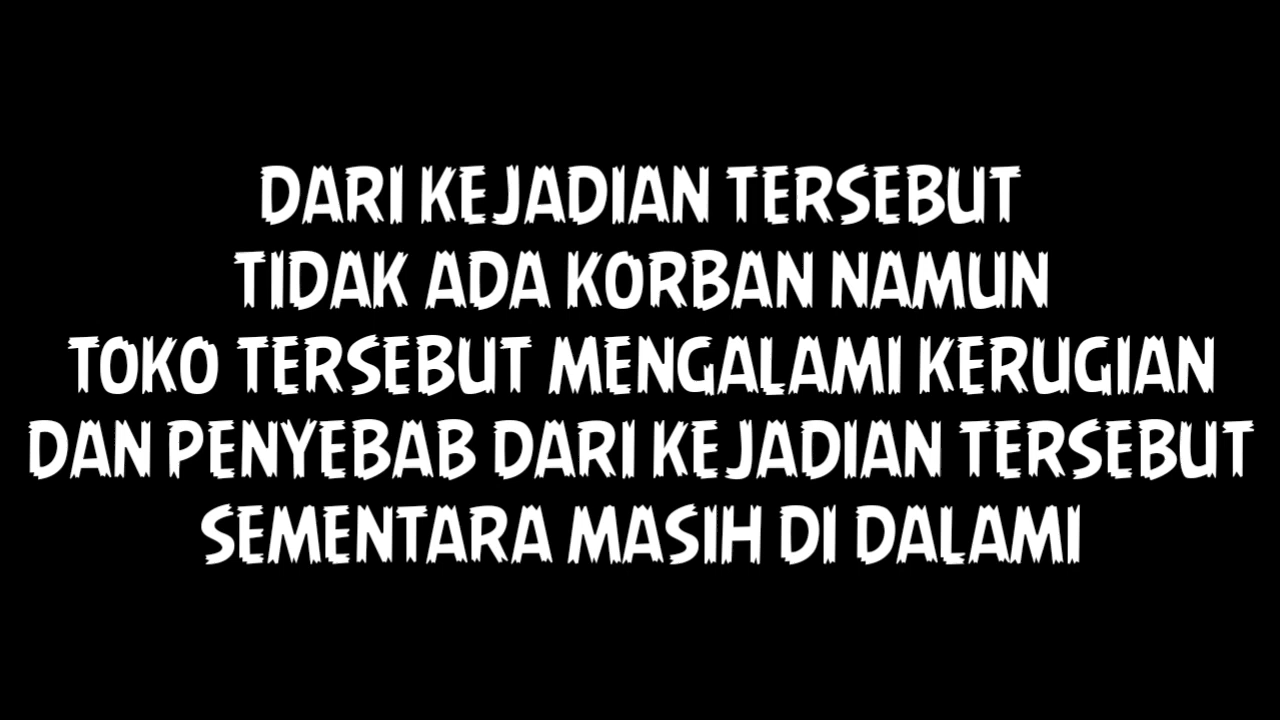 DARI KEJADIAN TERSEBUT
TIDAK ADA KORBAN NAMUN
TOKO TERSEBUT MENGALAMI KERUGIAN
DAN PENYEBAB DARI KEJADIAN TERSEBUT
SEMENTARA MASIH DI DALAMI